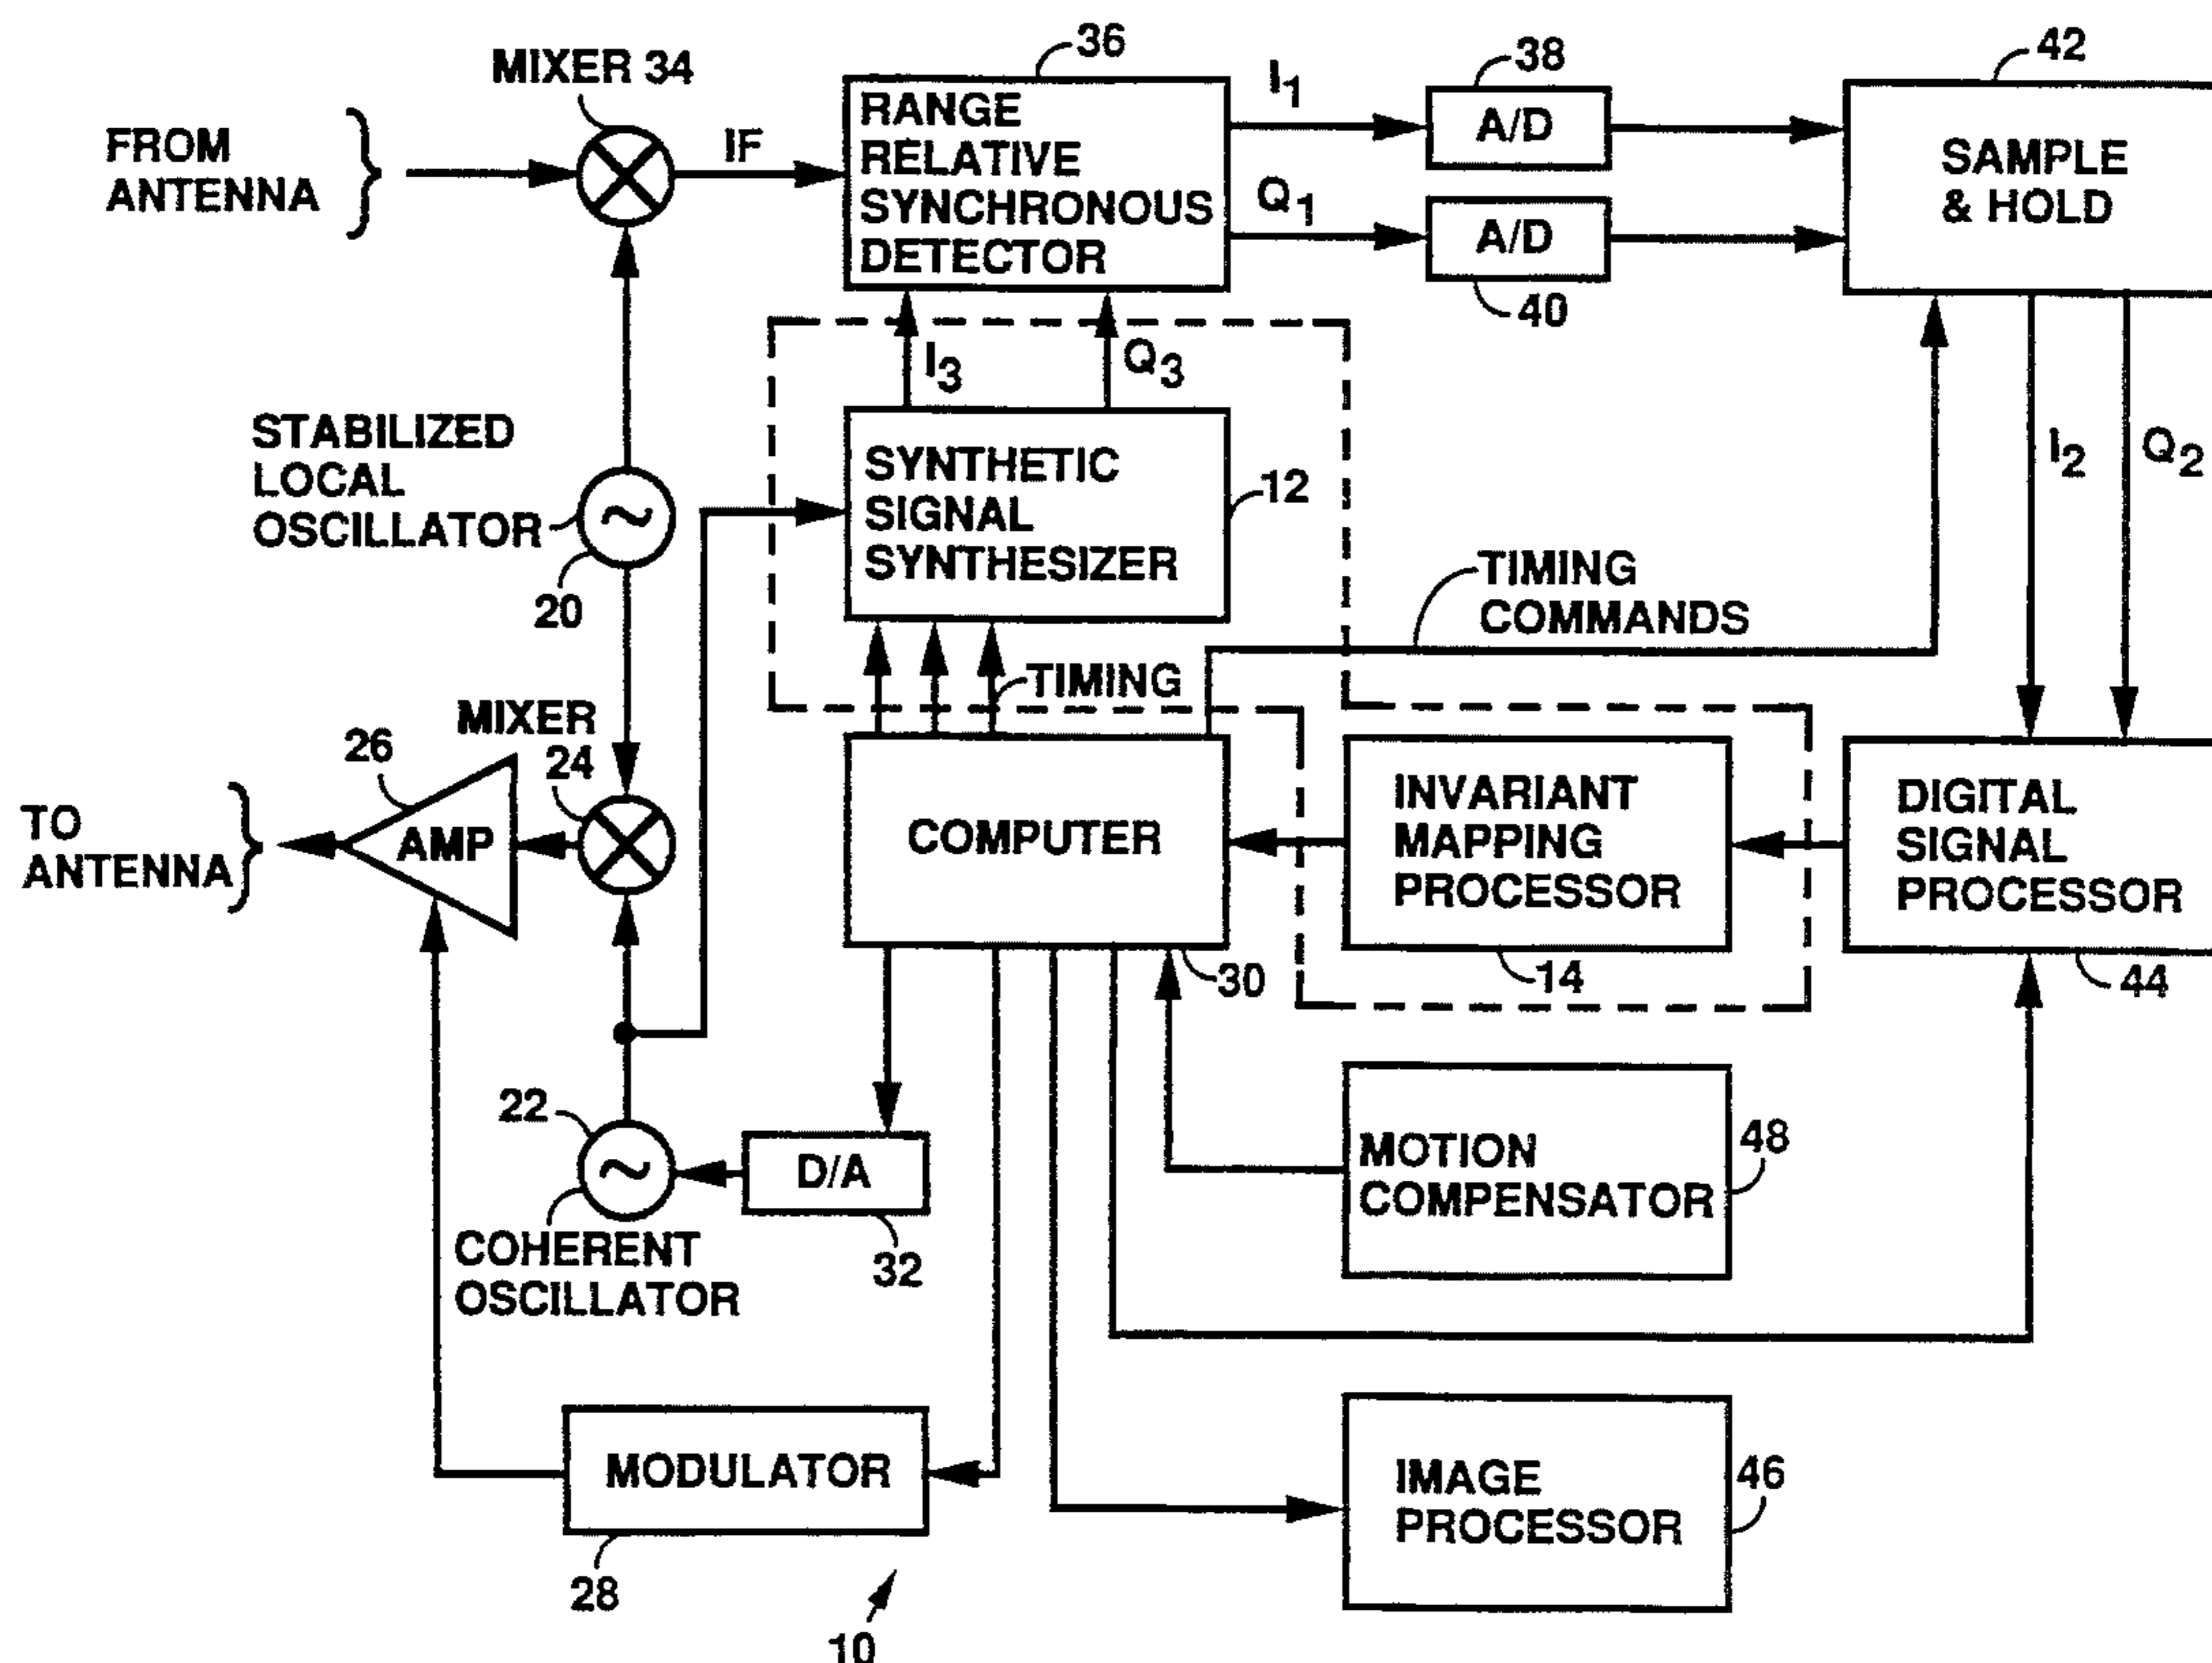 MIXER 34
36
38
42
FROM
ANTENNA
IF
RANGE
RELATIVE
SYNCHRONOUS
DETECTOR
I1
A/D
Q1
A/D
40
SAMPLE
& HOLD
I3
Q3
I2
Q2
STABILIZED
LOCAL
OSCILLATOR
20
SYNTHETIC
SIGNAL
SYNTHESIZER
12
TIMING
COMMANDS
TIMING
MIXER
24
26
TO
ANTENNA
AMP
COMPUTER
30
INVARIANT
MAPPING
PROCESSOR
14
DIGITAL
SIGNAL
PROCESSOR
44
22
COHERENT
OSCILLATOR
D/A
32
MOTION
COMPENSATOR
48
MODULATOR
28
IMAGE
PROCESSOR
46
10